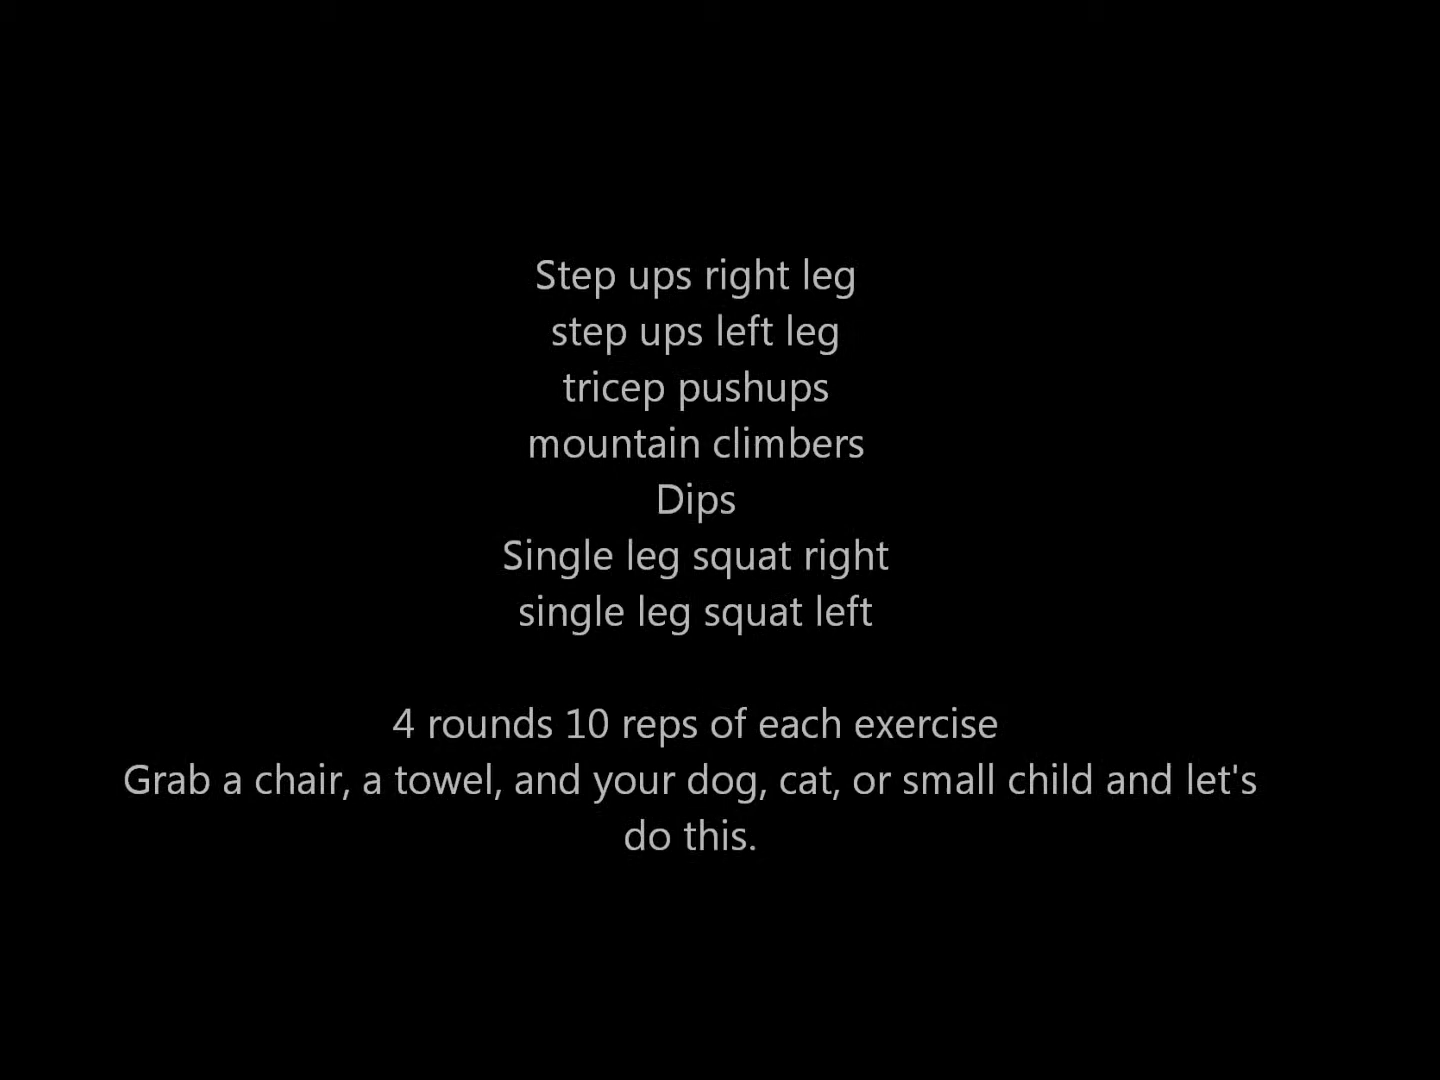 Step ups right leg
step ups left leg
tricep pushups
mountain climbers
Dips
Single leg squat right
single leg squat left
4 rounds 10 reps of each exercise
Grab a chair, a towel, and your dog, cat, or small child and let's
do this.